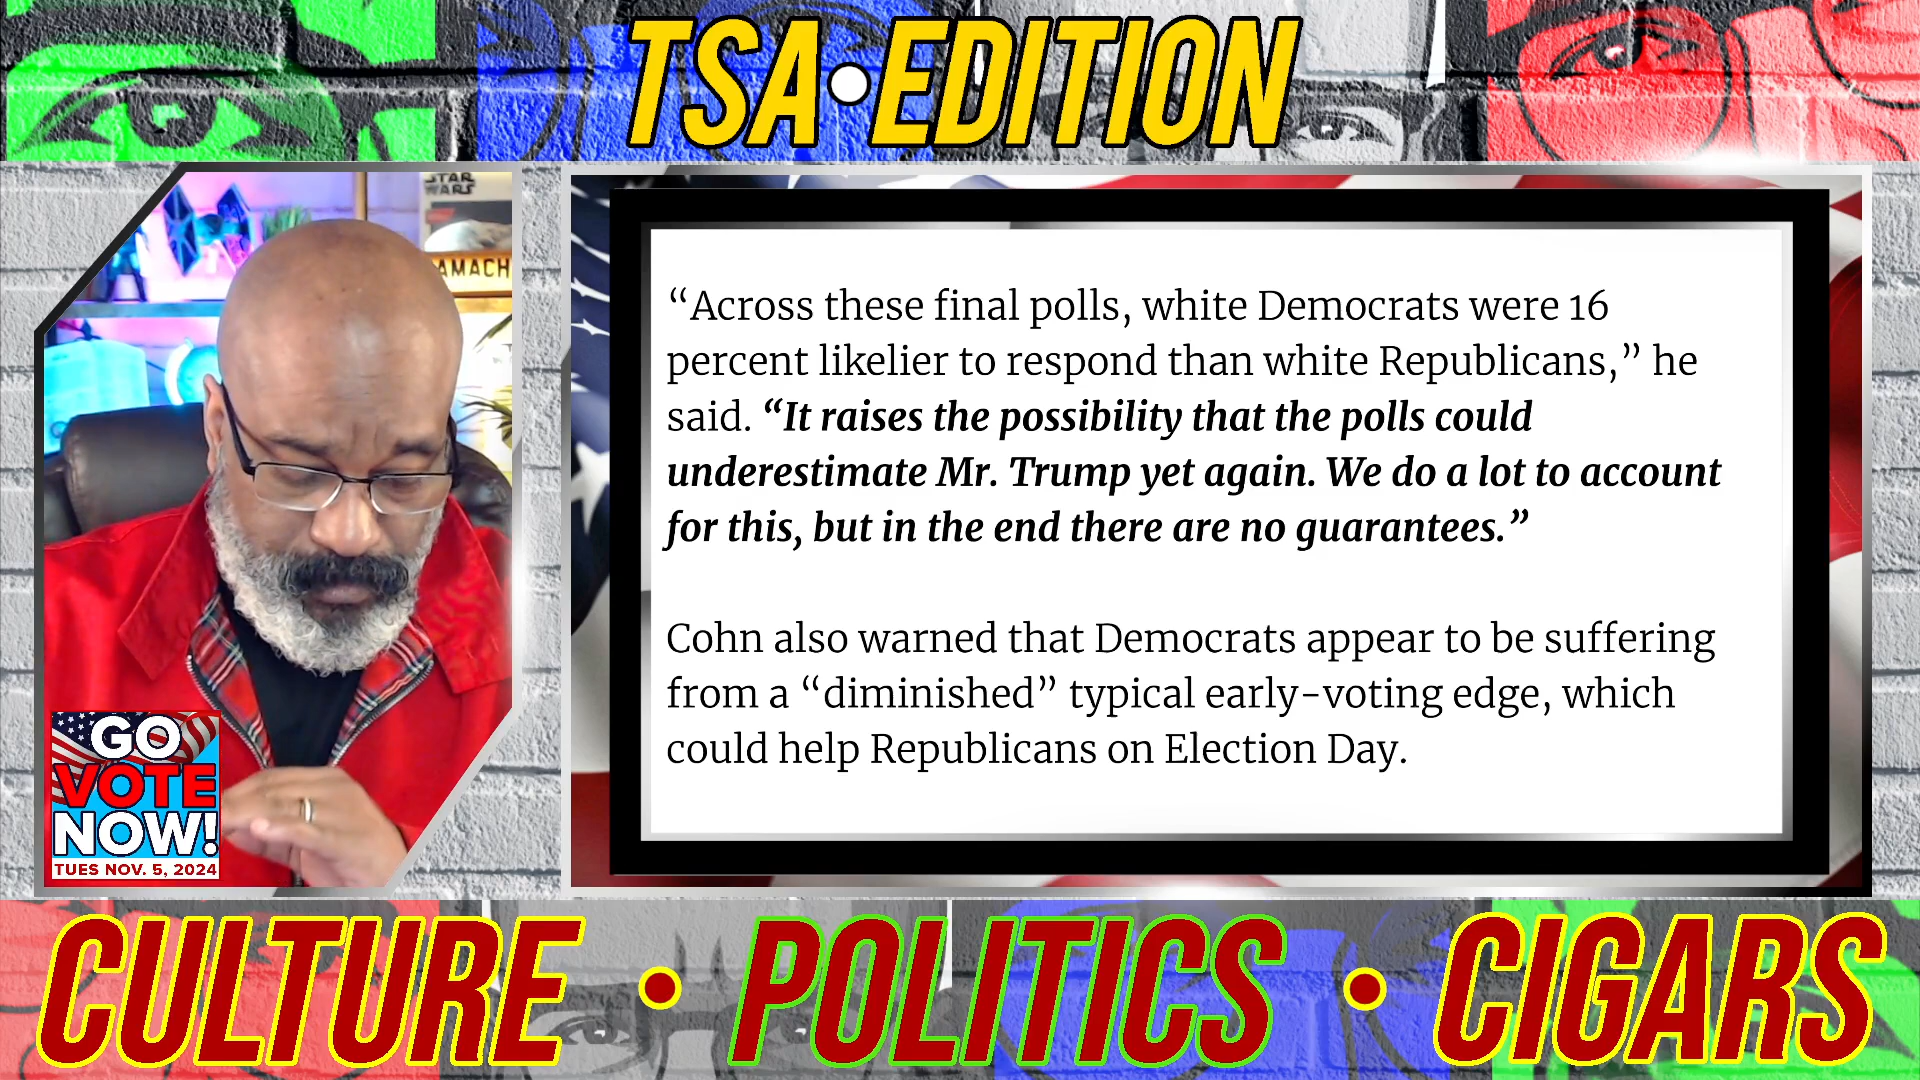 TSA•EDITION
STAR
WARS
AMACH
“Across these final polls, white Democrats were 16
percent likelier to respond than white Republicans,” he
said. “It raises the possibility that the polls could
underestimate Mr. Trump yet again. We do a lot to account
for this, but in the end there are no guarantees.”
Cohn also warned that Democrats appear to be suffering
from a “diminished” typical early-voting edge, which
could help Republicans on Election Day.
GO
VOTE
NOW!
TUES NOV. 5, 2024
CULTURE • POLITICS • CIGARS